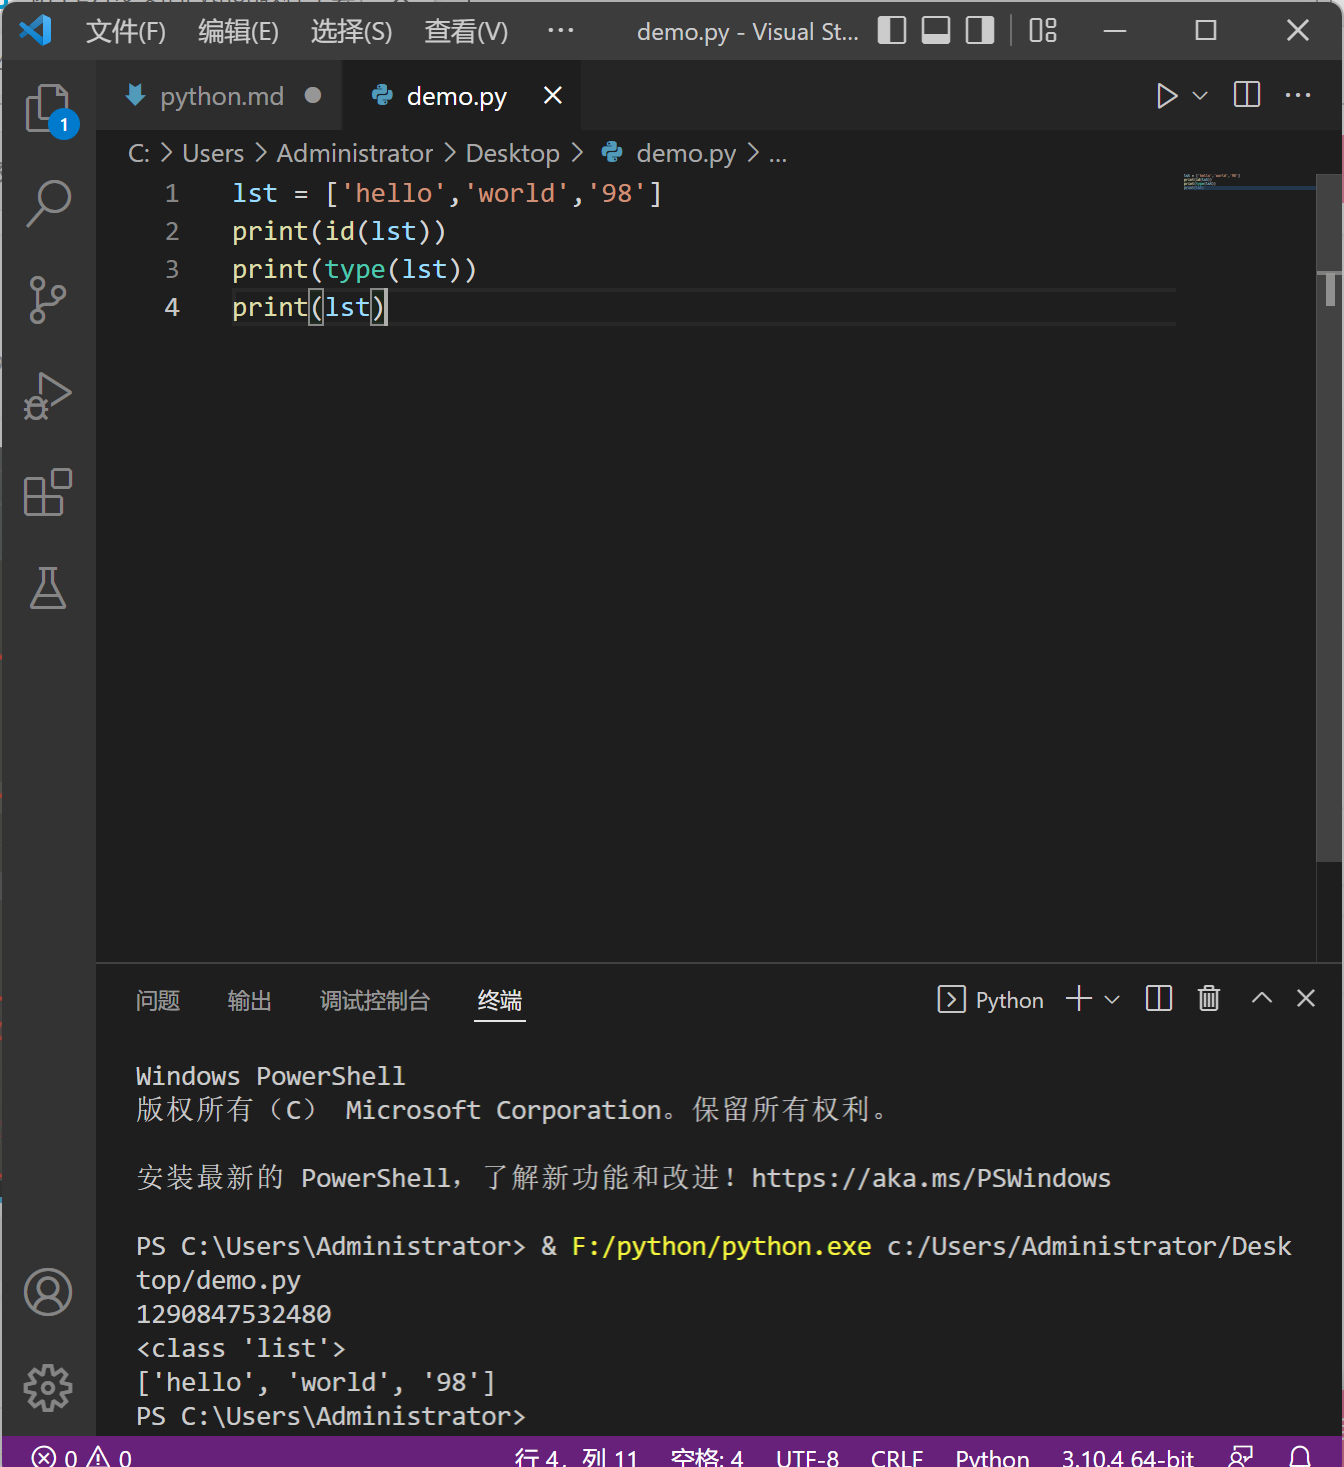 文件(F) 编辑(E) 选择(S) 查看(V) ··· demo.py - Visual St...
python.md demo.py
1
C: > Users > Administrator > Desktop > demo.py > ...
1 lst = ['hello','world','98']
2 print(id(lst))
3 print(type(lst))
4 print(lst)
问题 输出 调试控制台 终端 Python
Windows PowerShell
版权所有（C） Microsoft Corporation。保留所有权利。
安装最新的 PowerShell，了解新功能和改进！https://aka.ms/PSWindows
PS C:\Users\Administrator> & F:/python/python.exe c:/Users/Administrator/Desk
top/demo.py
1290847532480
<class 'list'>
['hello', 'world', '98']
PS C:\Users\Administrator>
0 0 行 4，列 11 空格: 4 UTF-8 CRLF Python 3.10.4 64-bit